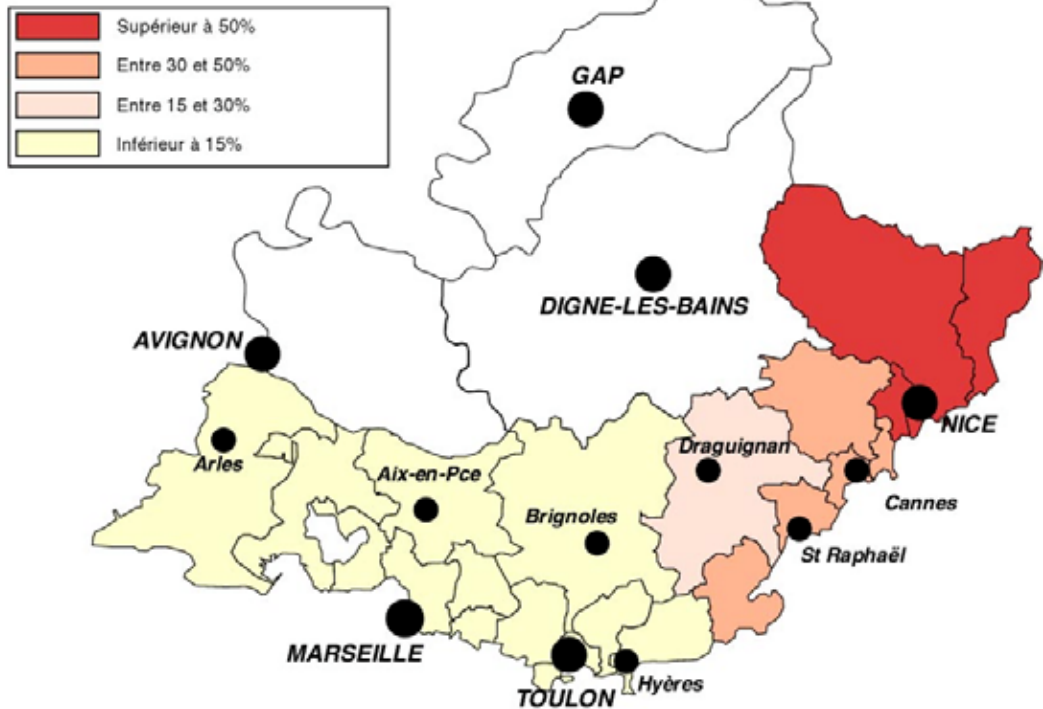 Supérieur à 50%
Entre 30 et 50%
Entre 15 et 30%
Inférieur à 15%
GAP
DIGNE-LES-BAINS
AVIGNON
NICE
Arles
Aix-en-Pce
Draguignan
Cannes
Brignoles
St Raphaël
MARSEILLE
TOULON
Hyères